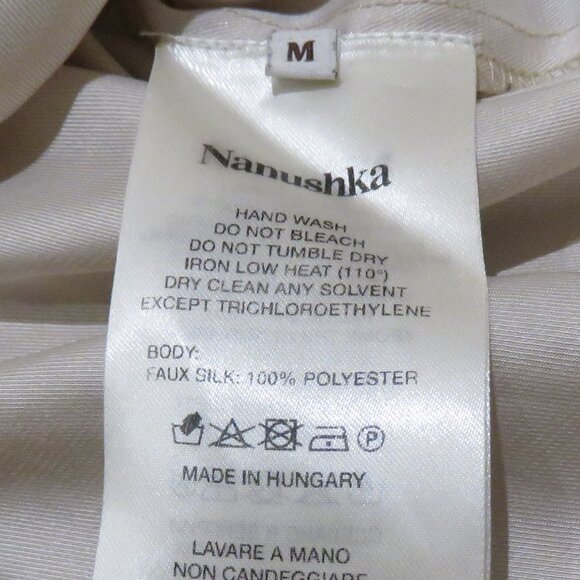 M
Nanushka
HAND WASH
DO NOT BLEACH
DO NOT TUMBLE DRY
IRON LOW HEAT (110°)
DRY CLEAN ANY SOLVENT
EXCEPT TRICHLOROETHYLENE
BODY:
FAUX SILK: 100% POLYESTER
P
MADE IN HUNGARY
LAVARE A MANO
NON CANDEGGIARE